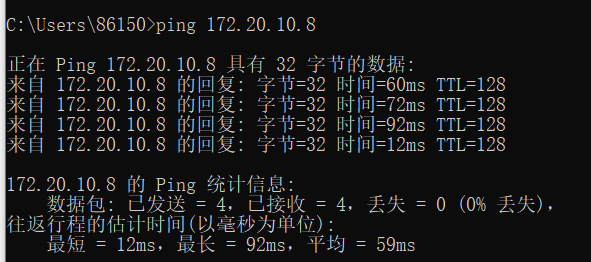 C:\Users\86150>ping 172.20.10.8
正在 Ping 172.20.10.8 具有 32 字节的数据:
来自 172.20.10.8 的回复: 字节=32 时间=60ms TTL=128
来自 172.20.10.8 的回复: 字节=32 时间=72ms TTL=128
来自 172.20.10.8 的回复: 字节=32 时间=92ms TTL=128
来自 172.20.10.8 的回复: 字节=32 时间=12ms TTL=128
172.20.10.8 的 Ping 统计信息:
数据包: 已发送 = 4，已接收 = 4，丢失 = 0 (0% 丢失)，
往返行程的估计时间(以毫秒为单位):
最短 = 12ms，最长 = 92ms，平均 = 59ms